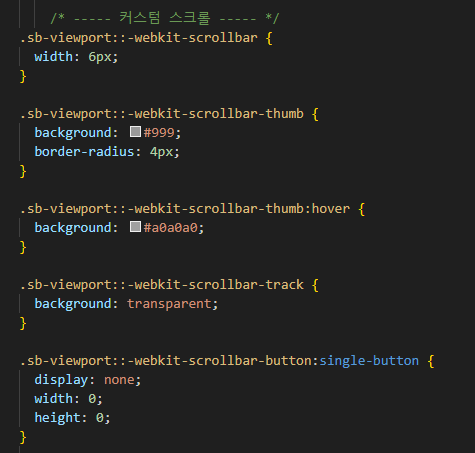 /* ----- 커스텀 스크롤 ----- */
.sb-viewport::-webkit-scrollbar {
width: 6px;
}
.sb-viewport::-webkit-scrollbar-thumb {
background: #999;
border-radius: 4px;
}
.sb-viewport::-webkit-scrollbar-thumb:hover {
background: #a0a0a0;
}
.sb-viewport::-webkit-scrollbar-track {
background: transparent;
}
.sb-viewport::-webkit-scrollbar-button:single-button {
display: none;
width: 0;
height: 0;
}